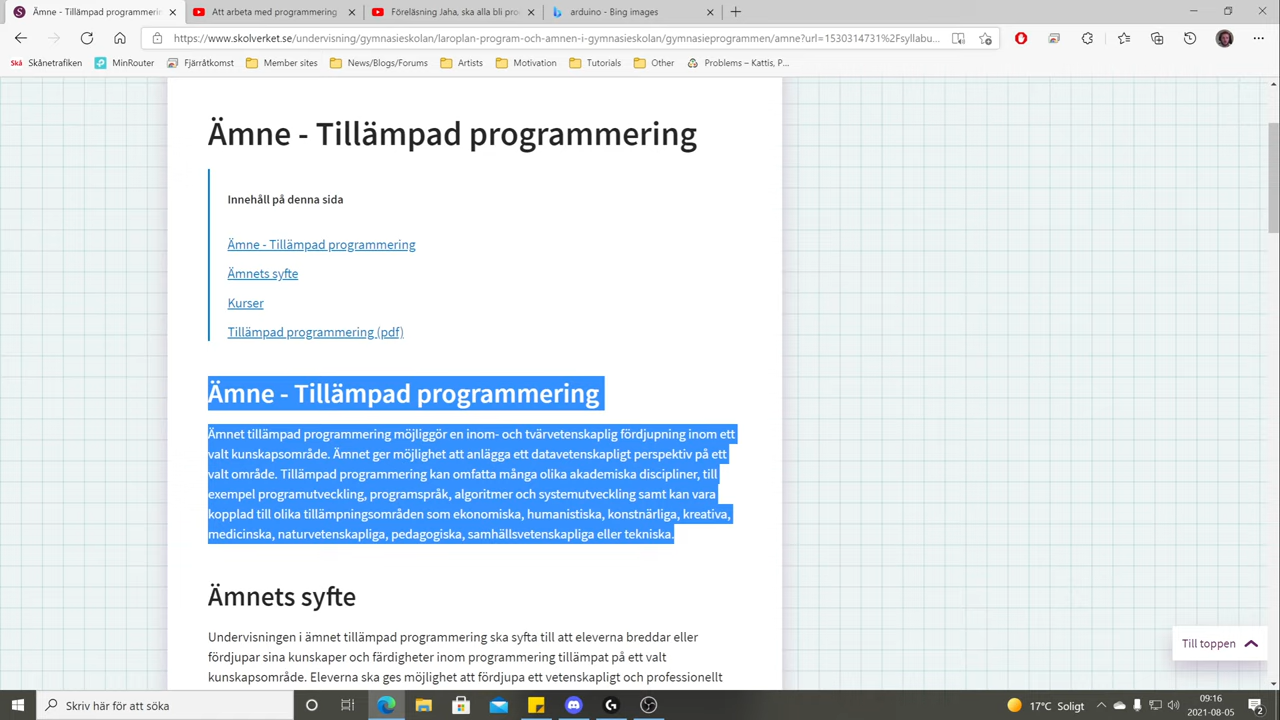 Ämne - Tillämpad programmerin
Att arbeta med programmering
Föreläsning Jaha, ska alla bli pro
arduino - Bing images
https://www.skolverket.se/undervisning/gymnasieskolan/laroplan-program-och-amnen-i-gymnasieskolan/gymnasieprogrammen/amne?url=1530314731%2Fsyllabu...
Skå Skånetrafiken
MinRouter
Fjärråtkomst
Member sites
News/Blogs/Forums
Artists
Motivation
Tutorials
Other
Problems – Kattis, P...
Ämne - Tillämpad programmering
Innehåll på denna sida
Ämne - Tillämpad programmering
Ämnets syfte
Kurser
Tillämpad programmering (pdf)
Ämne - Tillämpad programmering
Ämnet tillämpad programmering möjliggör en inom- och tvärvetenskaplig fördjupning inom ett
valt kunskapsområde. Ämnet ger möjlighet att anlägga ett datavetenskapligt perspektiv på ett
valt område. Tillämpad programmering kan omfatta många olika akademiska discipliner, till
exempel programutveckling, programspråk, algoritmer och systemutveckling samt kan vara
kopplad till olika tillämpningsområden som ekonomiska, humanistiska, konstnärliga, kreativa,
medicinska, naturvetenskapliga, pedagogiska, samhällsvetenskapliga eller tekniska.
Ämnets syfte
Undervisningen i ämnet tillämpad programmering ska syfta till att eleverna breddar eller
fördjupar sina kunskaper och färdigheter inom programmering tillämpat på ett valt
kunskapsområde. Eleverna ska ges möjlighet att fördjupa ett vetenskapligt och professionellt
Till toppen
Skriv här för att söka
17°C Soligt
09:16
2021-08-05
2